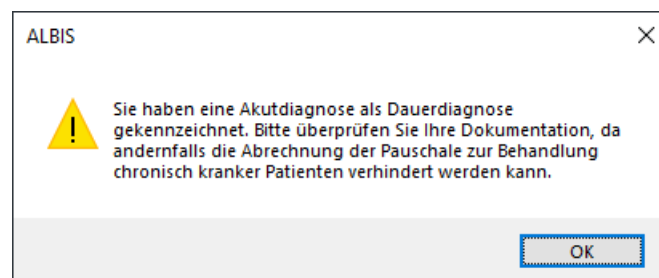 ALBIS
Sie haben eine Akutdiagnose als Dauerdiagnose
gekennzeichnet. Bitte überprüfen Sie Ihre Dokumentation, da
andernfalls die Abrechnung der Pauschale zur Behandlung
chronisch kranker Patienten verhindert werden kann.
OK